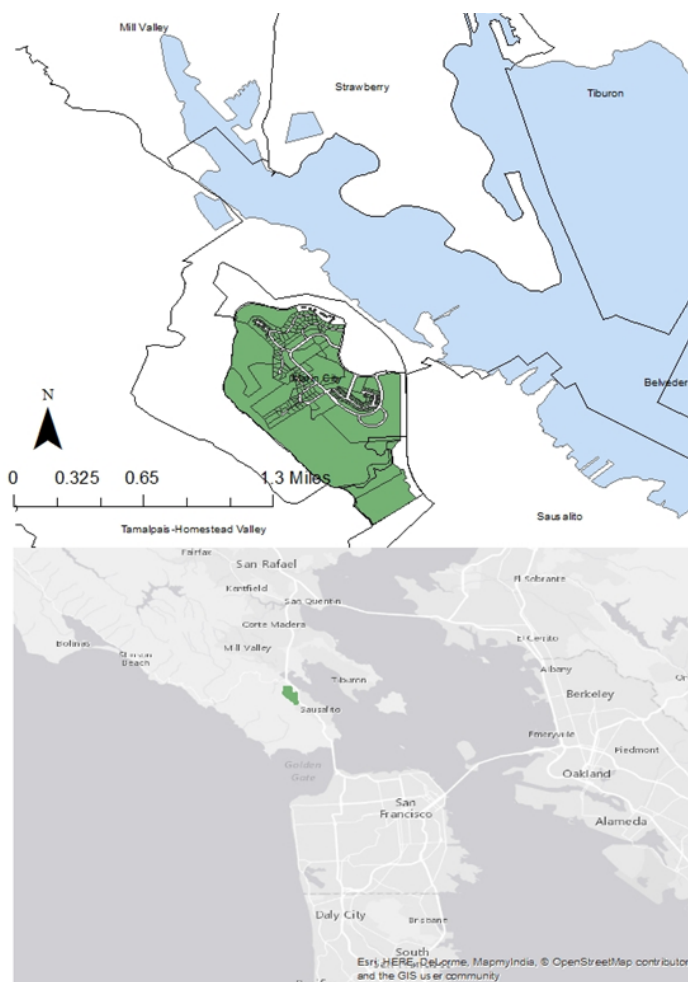 Mill Valley
Strawberry
Tiburon
Marin City
Belveder
N
0 0.325 0.65 1.3 Miles
Sausalito
Tamalpais-Homestead Valley
Fairfax
San Rafael
El Sobrante
Kentfield
San Quentin
Corte Madera
El Cerrito
Bolinas
Stinson
Beach
Mill Valley
Albany
Tiburon
Berkeley
Sausalito
Emeryville
Piedmont
Golden
Gate
Oakland
San
Francisco
Alameda
Daly City
Brisbane
South
Esri, HERE, DeLorme, MapmyIndia, © OpenStreetMap contributor
and the GIS user community